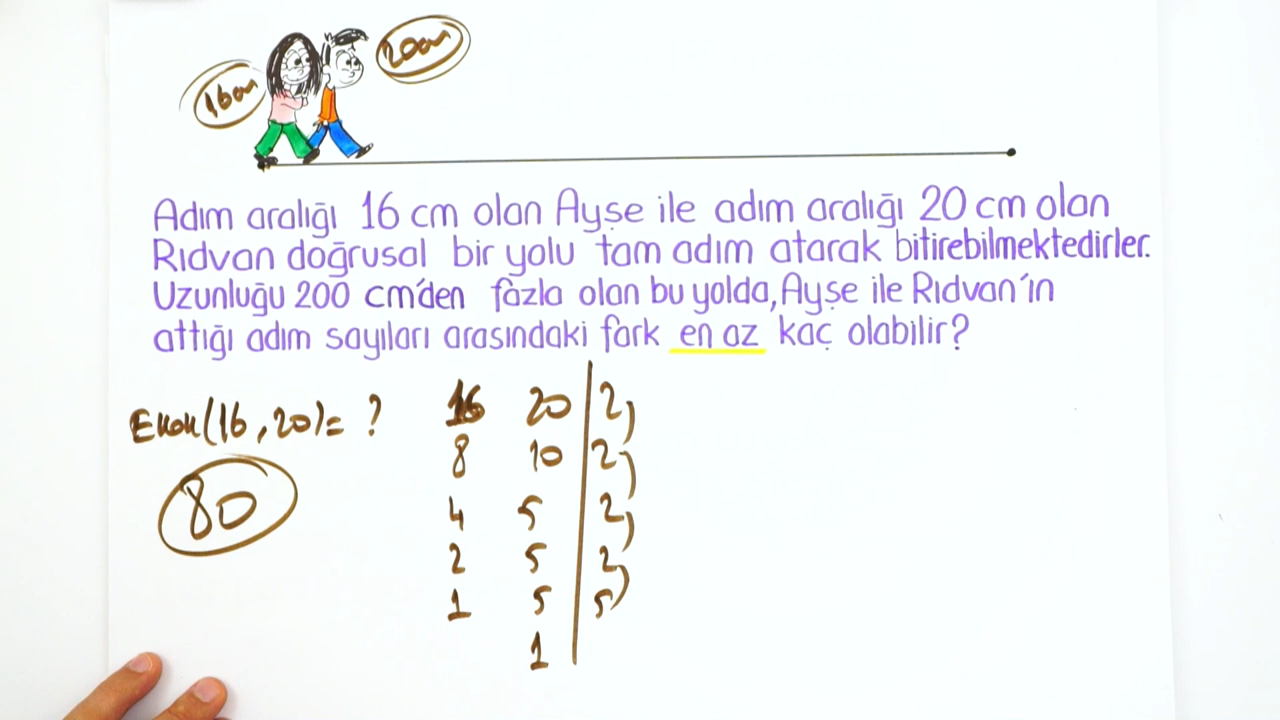 16cm
20cm
Adım aralığı 16 cm olan Ayşe ile adım aralığı 20 cm olan
Rıdvan doğrusal bir yolu tam adım atarak bitirebilmektedirler.
Uzunluğu 200 cm'den fazla olan bu yolda, Ayşe ile Rıdvan'ın
attığı adım sayıları arasındaki fark en az kaç olabilir?
Ekok(16,20)= ?
80
16 20 2
8 10 2
4 5 2
2 5 2
1 5 5
1